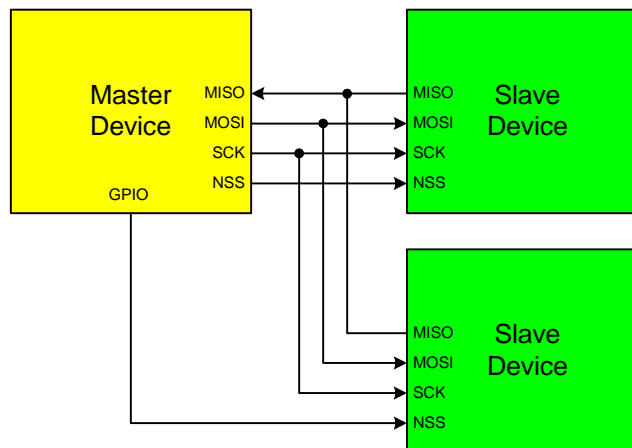 Master
Device
MISO
MOSI
SCK
NSS
GPIO
MISO
MOSI
SCK
NSS
Slave
Device
MISO
MOSI
SCK
NSS
Slave
Device